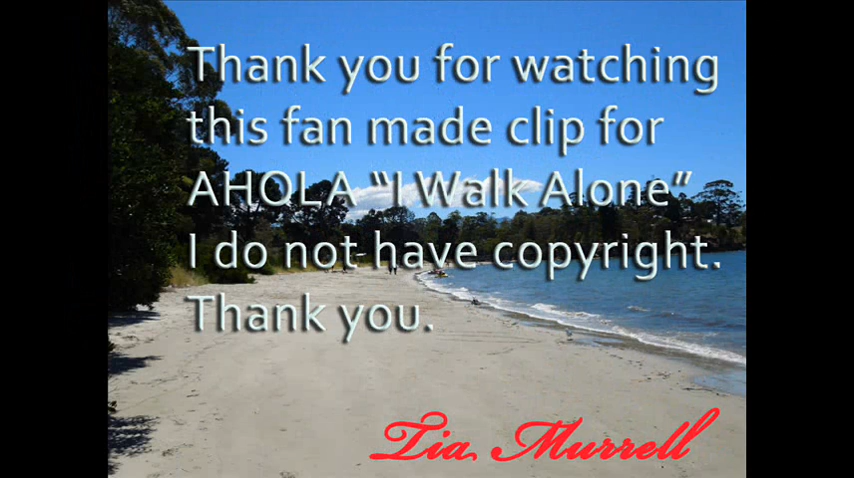 Thank you for watching
this fan made clip for
AHOLA “I Walk Alone”
I do not have copyright.
Thank you.
Tia Murrell